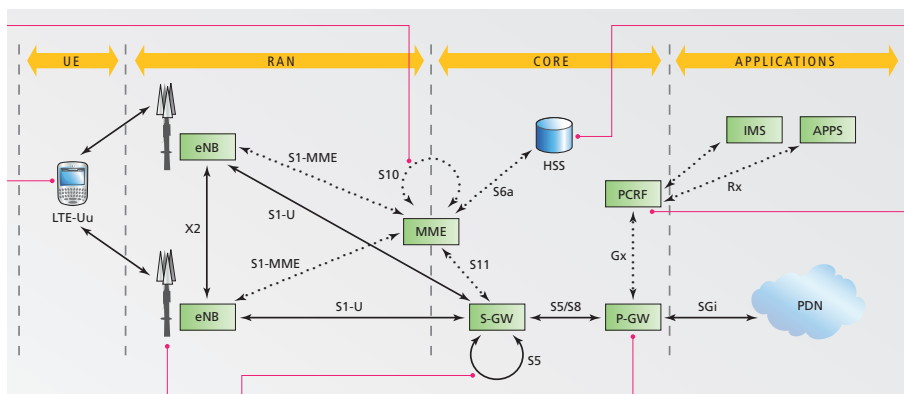 UE
RAN
CORE
APPLICATIONS
eNB
S1-MME
S10
HSS
IMS
APPS
S6a
Rx
PCRF
LTE-Uu
X2
S1-U
MME
S1-MME
S11
Gx
eNB
S1-U
S-GW
S5/S8
P-GW
SGi
PDN
S5